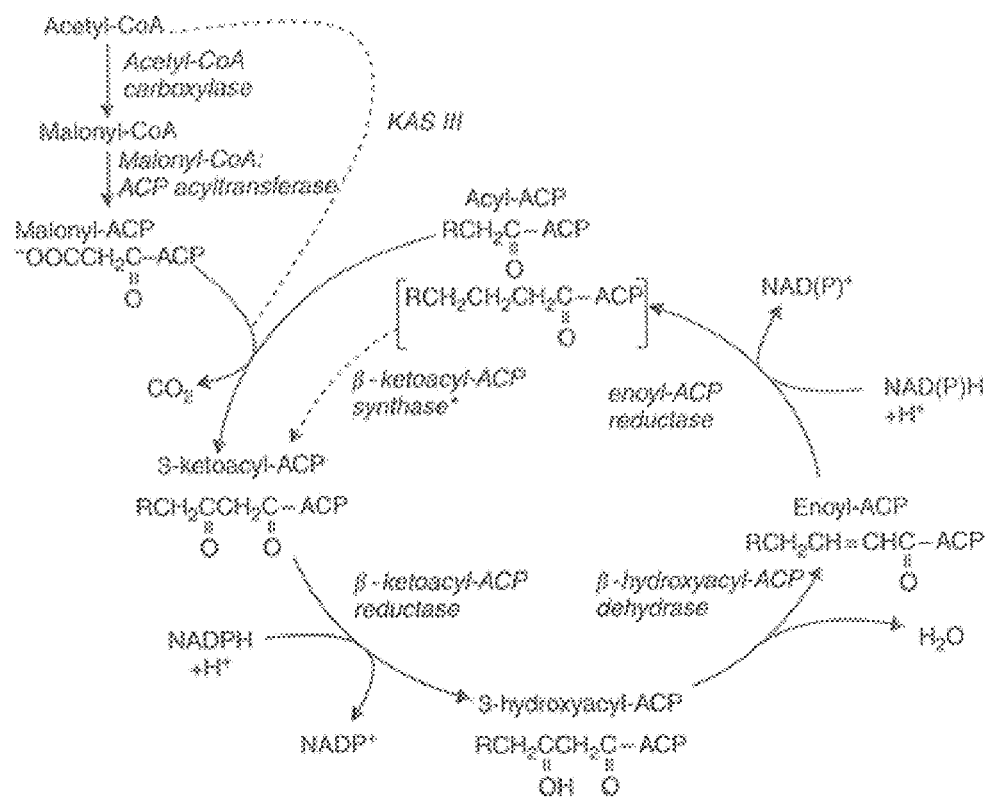 Acetyl-CoA
Acetyl-CoA
carboxylase
KAS III
Malonyl-CoA
Malonyl-CoA:
ACP acyltransferase
Malonyl-ACP
⁻OOCCH₂C–ACP
O
Acyl-ACP
RCH₂C–ACP
O
[RCH₂CH₂CH₂C–ACP]
O
NAD(P)⁺
CO₂
β-ketoacyl-ACP
synthase*
enoyl-ACP
reductase
NAD(P)H
+H⁺
3-ketoacyl-ACP
RCH₂CCH₂C–ACP
O O
Enoyl-ACP
RCH₂CH=CHC–ACP
O
β-ketoacyl-ACP
reductase
β-hydroxyacyl-ACP
dehydrase
NADPH
+H⁺
H₂O
3-hydroxyacyl-ACP
NADP⁺
RCH₂CCH₂C–ACP
OH O